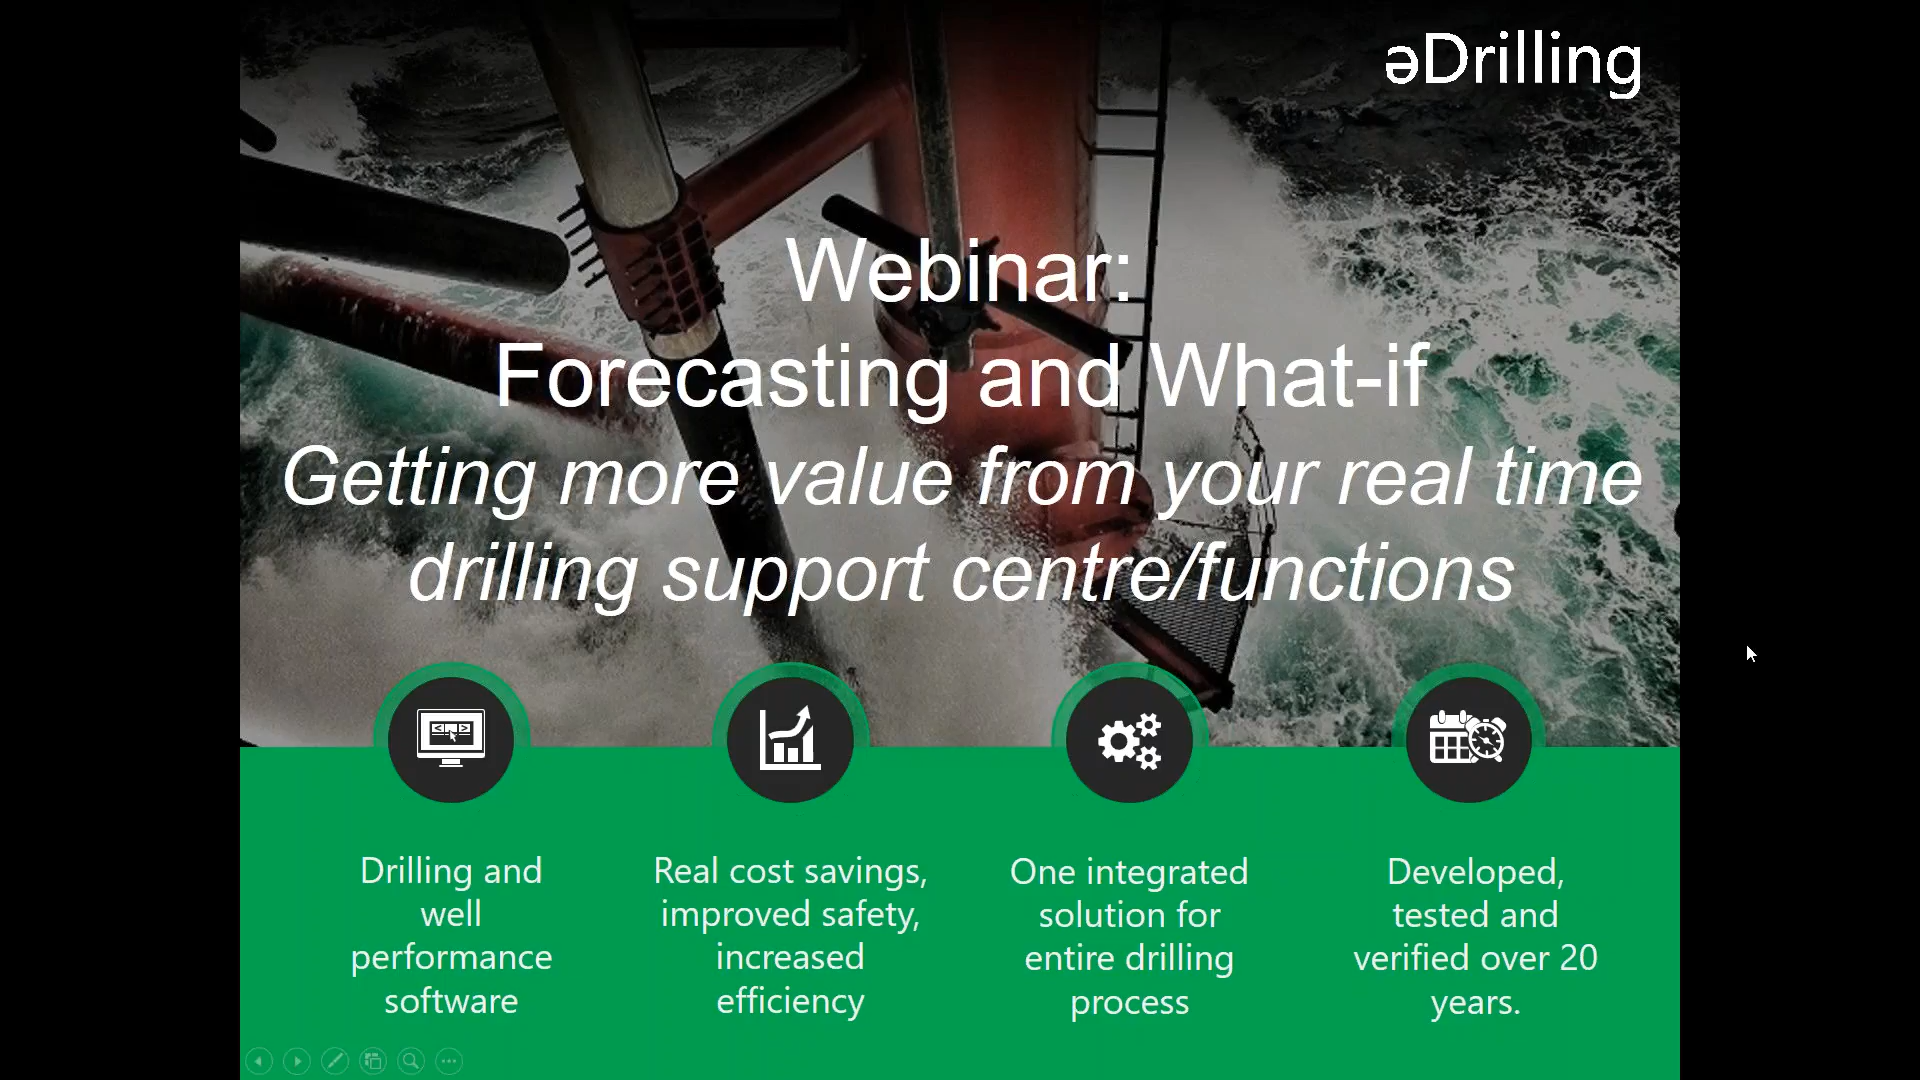 əDrilling
Webinar:
Forecasting and What-if
Getting more value from your real time
drilling support centre/functions
Drilling and
well
performance
software
Real cost savings,
improved safety,
increased
efficiency
One integrated
solution for
entire drilling
process
Developed,
tested and
verified over 20
years.